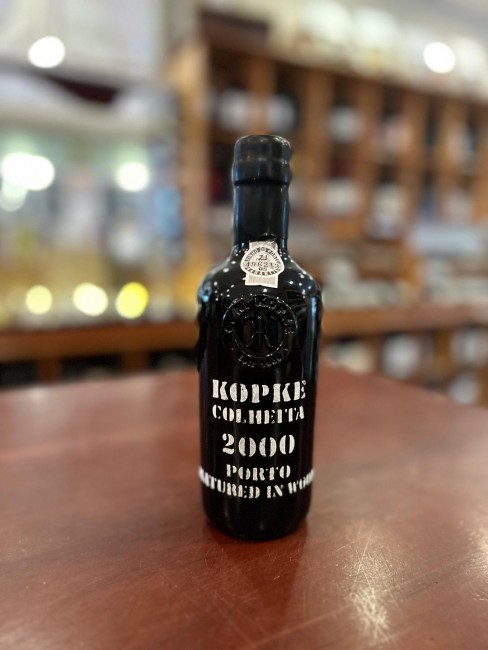 KOPKE
COLHEITA
2000
PORTO
MATURED IN WOOD